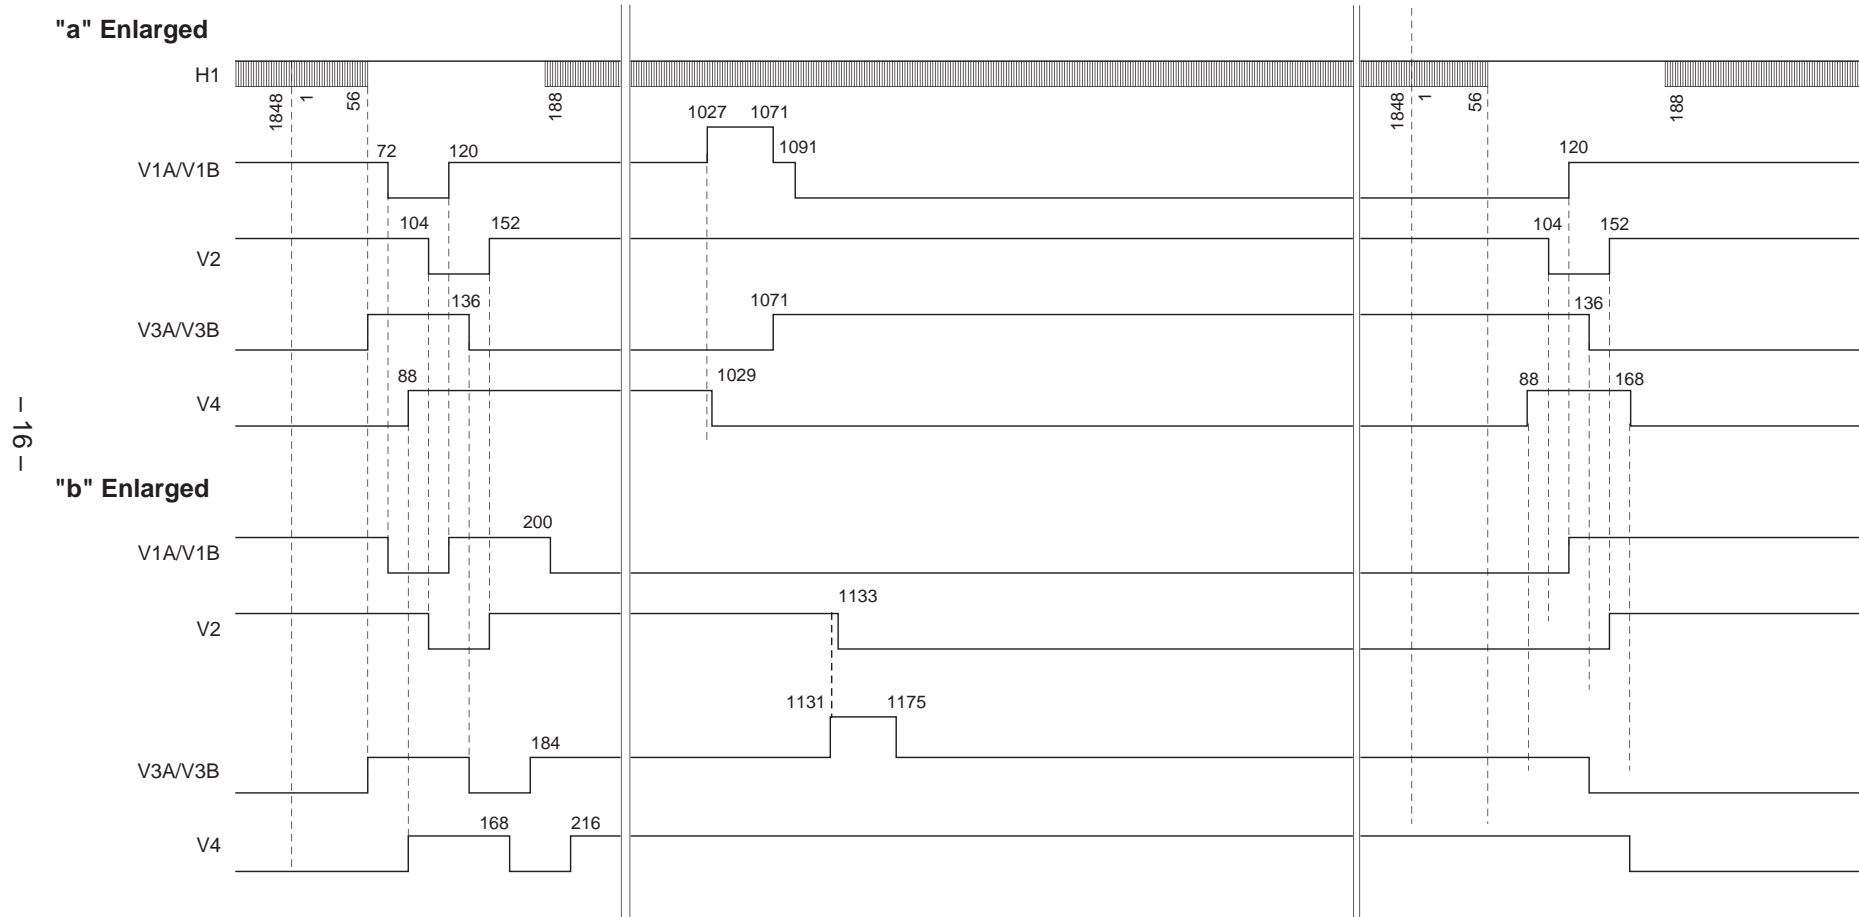 "a" Enlarged
H1
1848 1 56 188 1848 1 56 188
1027 1071
V1A/V1B 72 120 1091 120
V2 104 152 104 152
V3A/V3B 136 1071 136
V4 88 1029 88 168
– 16 –
"b" Enlarged
V1A/V1B 200
V2 1133
1131 1175
V3A/V3B 184
V4 168 216